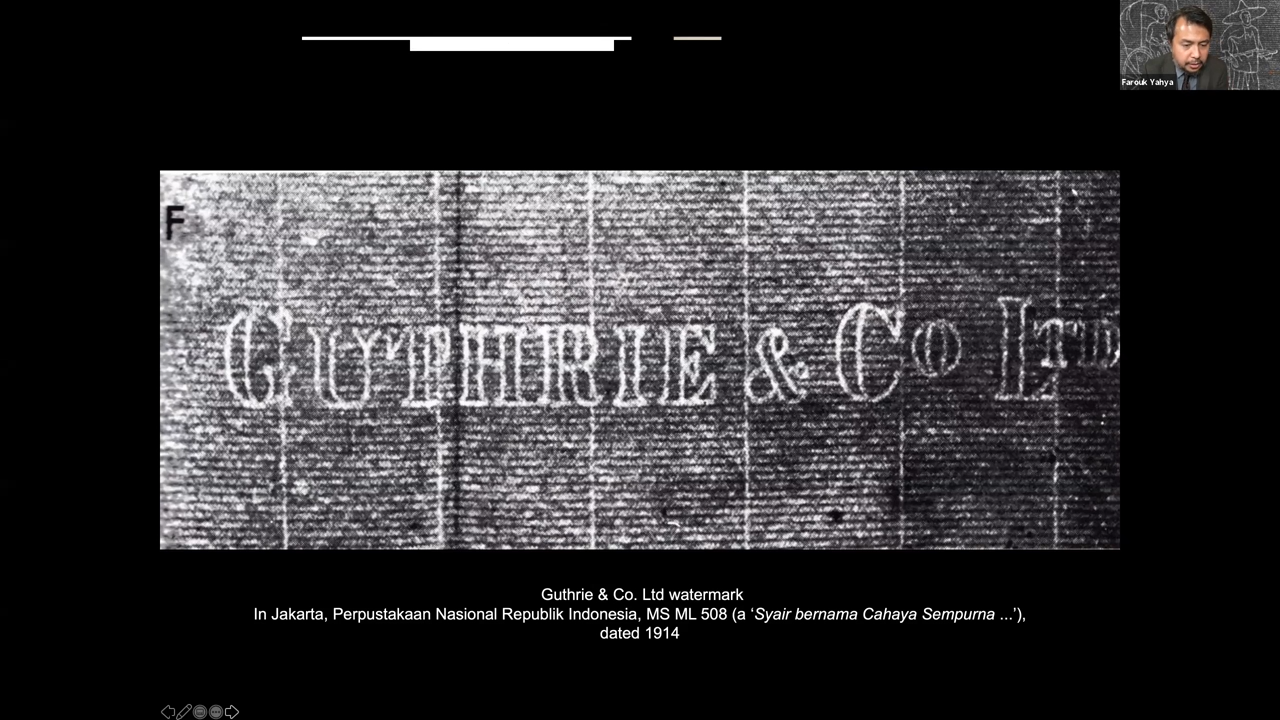 Farouk Yahya
F
GUTHRIE & Co LTD
Guthrie & Co. Ltd watermark
In Jakarta, Perpustakaan Nasional Republik Indonesia, MS ML 508 (a ‘Syair bernama Cahaya Sempurna ...’),
dated 1914